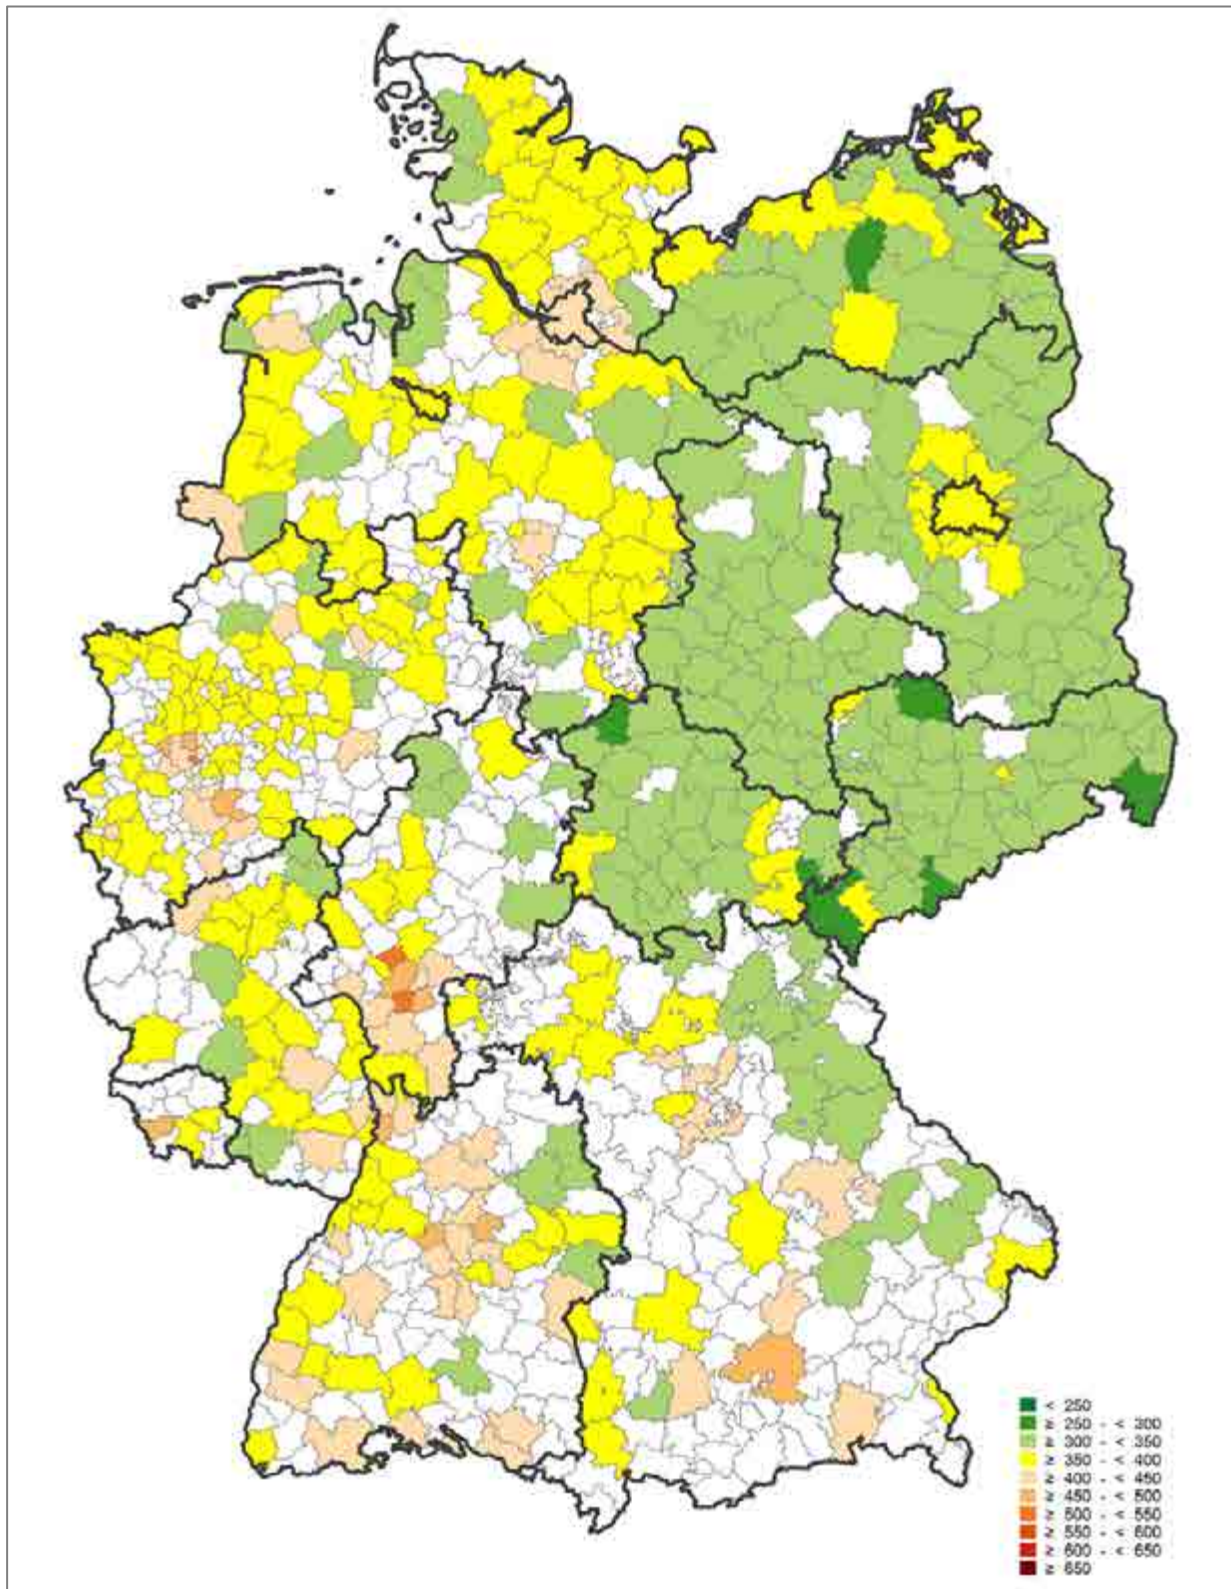 < 250
≥ 250 - < 300
≥ 300 - < 350
≥ 350 - < 400
≥ 400 - < 450
≥ 450 - < 500
≥ 500 - < 550
≥ 550 - < 600
≥ 600 - < 650
≥ 650